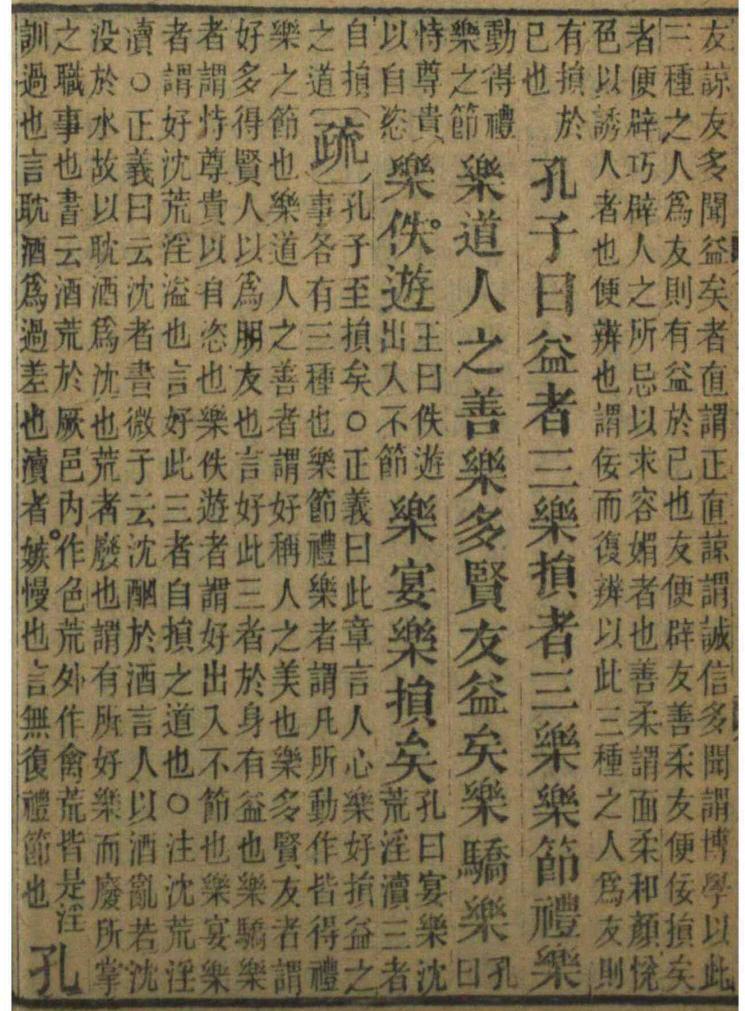 友諒友多聞益矣者直謂正直諒謂誠信多聞謂博學以此
三種之人爲友則有益於己也友便辟友善柔友便佞損矣
者便辟巧辟人之所忌以求容媚者也善柔謂面柔和顏悅
色以誘人者也便辨也謂佞而復辨以此三種之人爲友則
有損於
己也
孔子曰益者三樂損者三樂樂節禮樂
動得禮
樂之節
樂道人之善樂多賢友益矣樂驕樂
孔
曰
恃尊貴
以自恣
樂佚遊
王曰佚遊
出入不節
樂宴樂損矣
孔曰宴樂沈
荒淫瀆三者
自損
之道
疏
孔子至損矣○正義曰此章言人心樂好損益之
事各有三種也樂節禮樂者謂凡所動作皆得禮
樂之節也樂道人之善者謂好稱人之美也樂多賢友者謂
好多得賢人以爲朋友也言好此三者於身有益也樂驕樂
者謂恃尊貴以自恣也樂佚遊者謂好出入不節也樂宴樂
者謂好沈荒淫溢也言好此三者自損之道也○注沈荒淫
瀆○正義曰云沈者書微子云沈酗於酒言人以酒亂若沈
没於水故以耽酒爲沈也荒者廢也謂有所好樂而廢所掌
之職事也書云酒荒於厥邑内作色荒外作禽荒皆是淫
訓過也言耽酒爲過差也瀆者嫉慢也言無復禮節也
孔